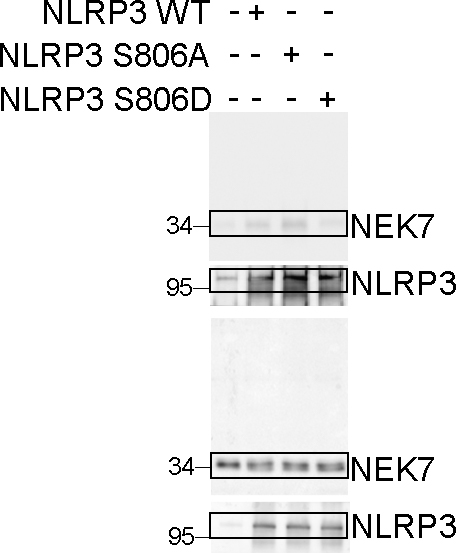 NLRP3 WT - + - -
NLRP3 S806A - - + -
NLRP3 S806D - - - +
34 NEK7
95 NLRP3
34 NEK7
95 NLRP3